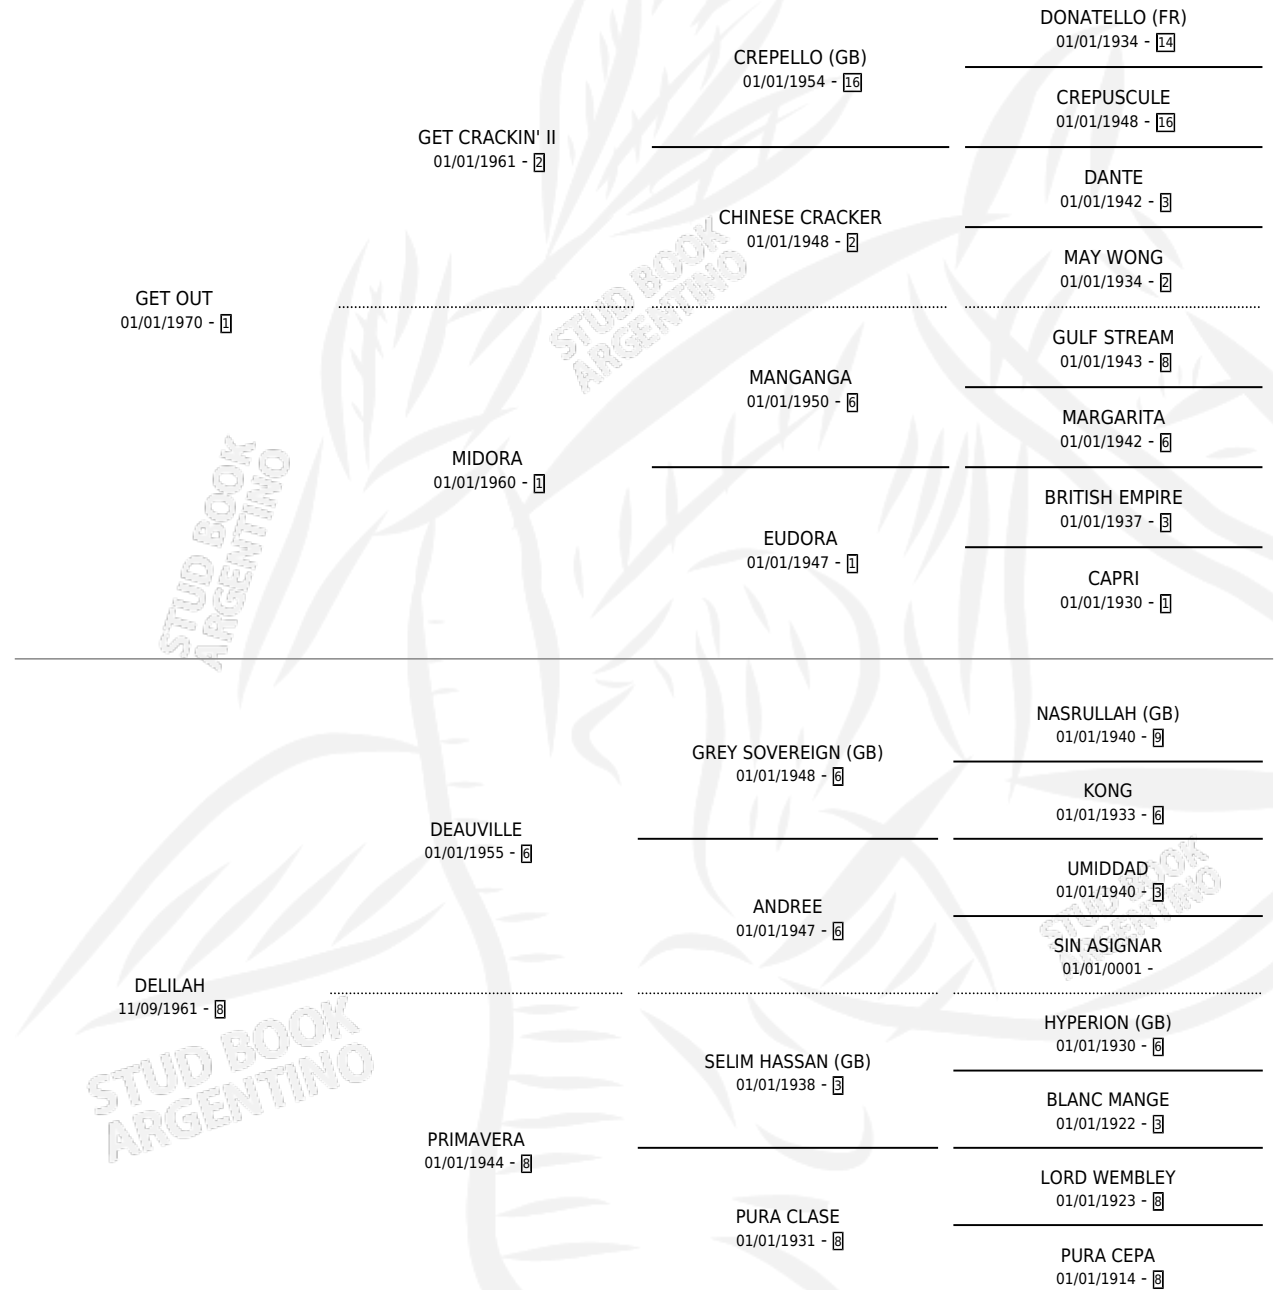 DONATELLO (FR)
01/01/1934 - 14
CREPELLO (GB)
01/01/1954 - 16
CREPUSCULE
01/01/1948 - 16
GET CRACKIN' II
01/01/1961 - 2
DANTE
01/01/1942 - 3
CHINESE CRACKER
01/01/1948 - 2
MAY WONG
01/01/1934 - 2
GET OUT
01/01/1970 - 1
GULF STREAM
01/01/1943 - 8
MANGANGA
01/01/1950 - 6
MARGARITA
01/01/1942 - 6
MIDORA
01/01/1960 - 1
BRITISH EMPIRE
01/01/1937 - 3
EUDORA
01/01/1947 - 1
CAPRI
01/01/1930 - 1
STUD BOOK
ARGENTINO
STUD BOOK
ARGENTINO
NASRULLAH (GB)
01/01/1940 - 9
GREY SOVEREIGN (GB)
01/01/1948 - 6
KONG
01/01/1933 - 6
DEAUVILLE
01/01/1955 - 6
UMIDDAD
01/01/1940 - 3
ANDREE
01/01/1947 - 6
SIN ASIGNAR
01/01/0001 -
DELILAH
11/09/1961 - 8
HYPERION (GB)
01/01/1930 - 6
SELIM HASSAN (GB)
01/01/1938 - 3
BLANC MANGE
01/01/1922 - 3
PRIMAVERA
01/01/1944 - 8
LORD WEMBLEY
01/01/1923 - 8
PURA CLASE
01/01/1931 - 8
PURA CEPA
01/01/1914 - 8
STUD BOOK
ARGENTINO
STUD BOOK
ARGENTINO